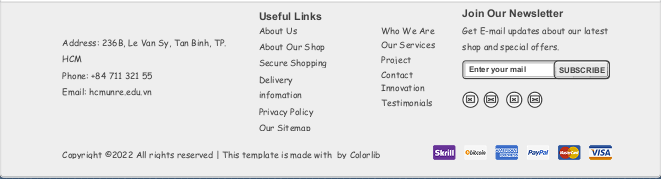 Address: 236B, Le Van Sy, Tan Binh, TP.
HCM
Phone: +84 711 321 55
Email: hcmunre.edu.vn
Useful Links
About Us
About Our Shop
Secure Shopping
Delivery
infomation
Privacy Policy
Our Sitemap
Who We Are
Our Services
Project
Contact
Innovation
Testimonials
Join Our Newsletter
Get E-mail updates about our latest
shop and special offers.
Enter your mail
SUBSCRIBE
Copyright ©2022 All rights reserved | This template is made with by Colorlib
Skrill
bitcoin
PayPal
MasterCard
VISA